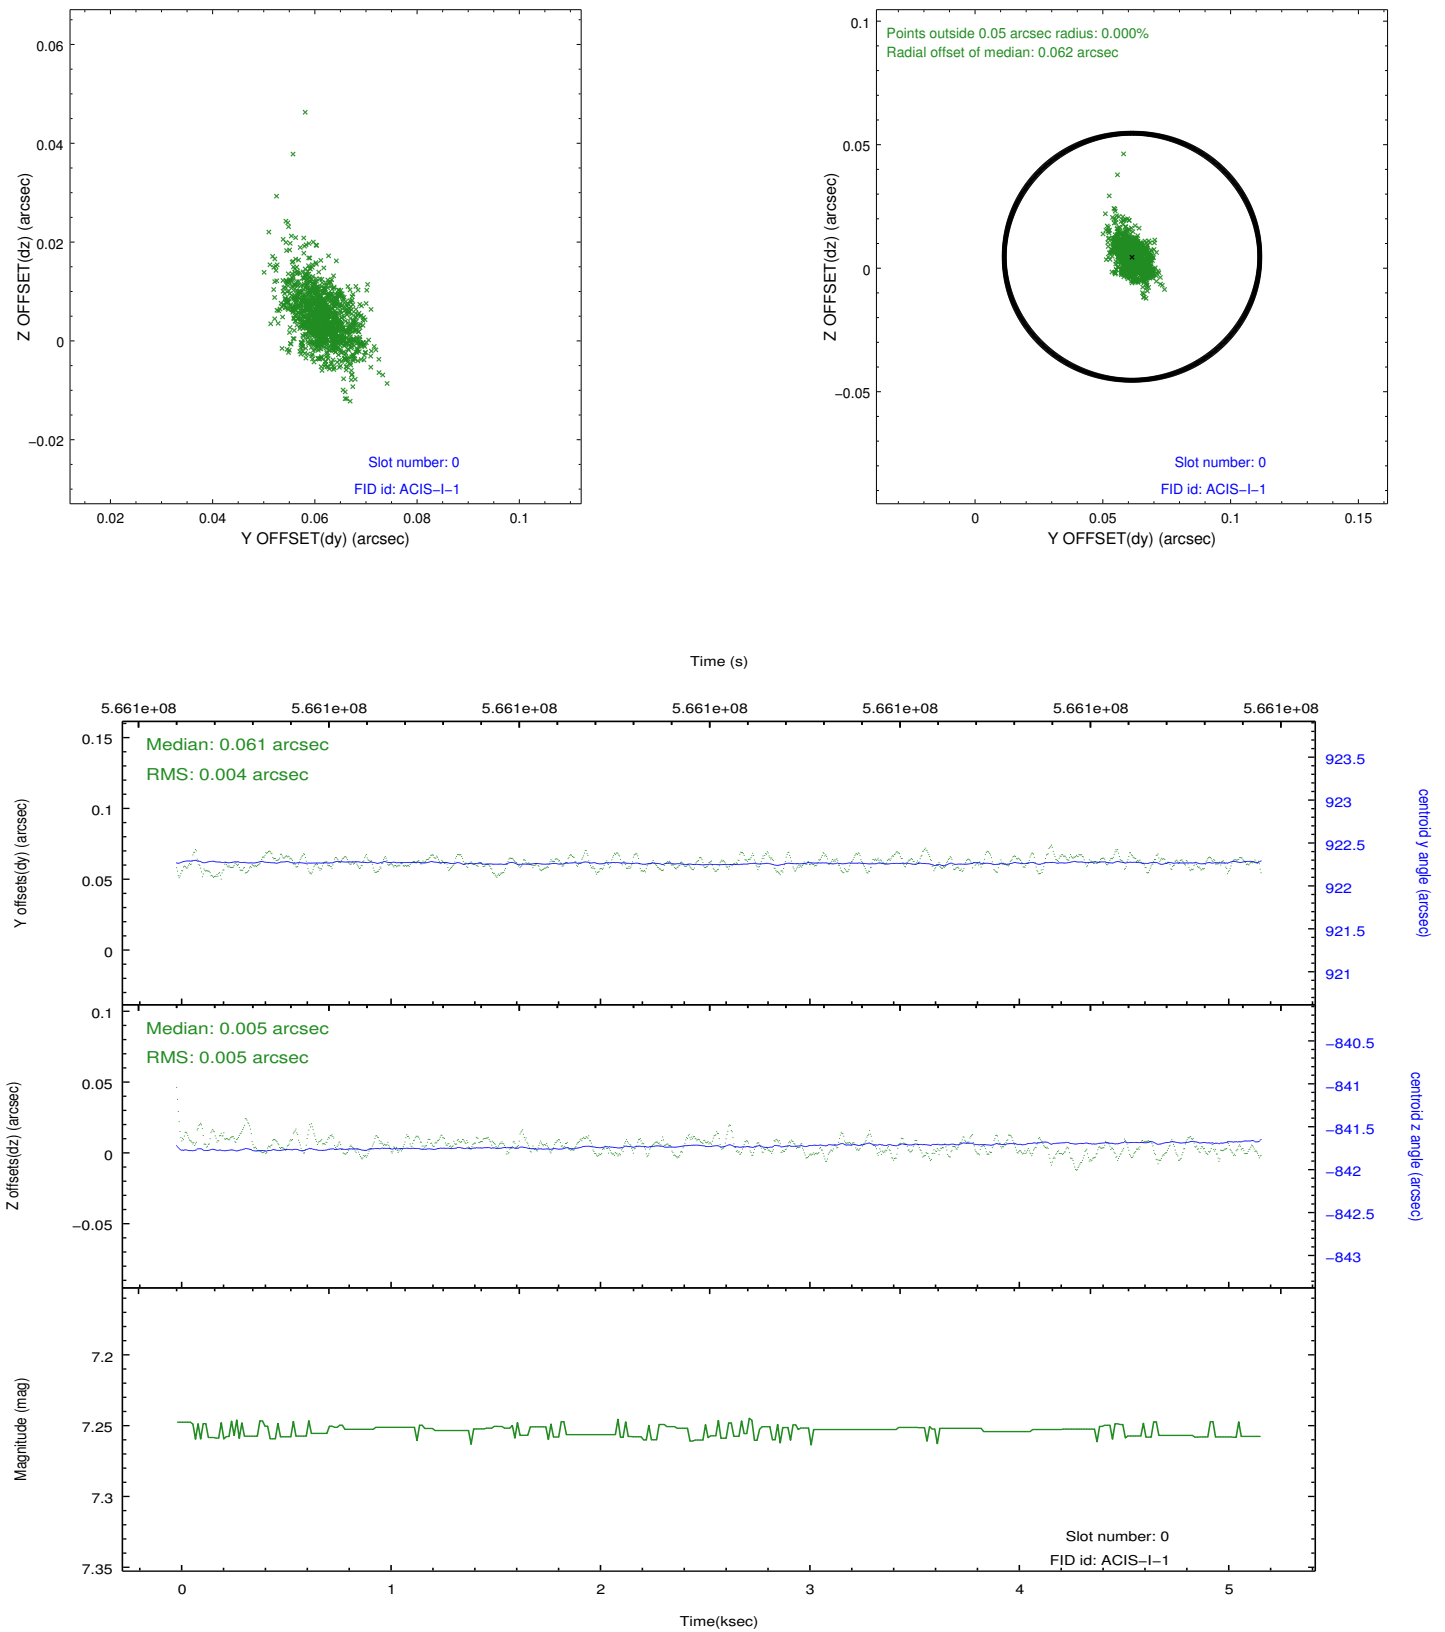 0.06
0.04
0.02
0
−0.02
0.02
0.04
0.06
0.08
0.1
Z OFFSET(dz) (arcsec)
Y OFFSET(dy) (arcsec)
Slot number: 0
FID id: ACIS−I−1
Points outside 0.05 arcsec radius: 0.000%
Radial offset of median: 0.062 arcsec
0.1
0.05
0
−0.05
0
0.05
0.1
0.15
Z OFFSET(dz) (arcsec)
Y OFFSET(dy) (arcsec)
Slot number: 0
FID id: ACIS−I−1
Time (s)
5.661e+08 5.661e+08 5.661e+08 5.661e+08 5.661e+08 5.661e+08 5.661e+08
Median: 0.061 arcsec
RMS: 0.004 arcsec
0.15
0.1
0.05
0
Y offsets(dy) (arcsec)
923.5
923
922.5
922
921.5
921
centroid y angle (arcsec)
Median: 0.005 arcsec
RMS: 0.005 arcsec
0.1
0.05
0
−0.05
Z offsets(dz) (arcsec)
−840.5
−841
−841.5
−842
−842.5
−843
centroid z angle (arcsec)
7.2
7.25
7.3
7.35
Magnitude (mag)
Slot number: 0
FID id: ACIS−I−1
0 1 2 3 4 5
Time(ksec)